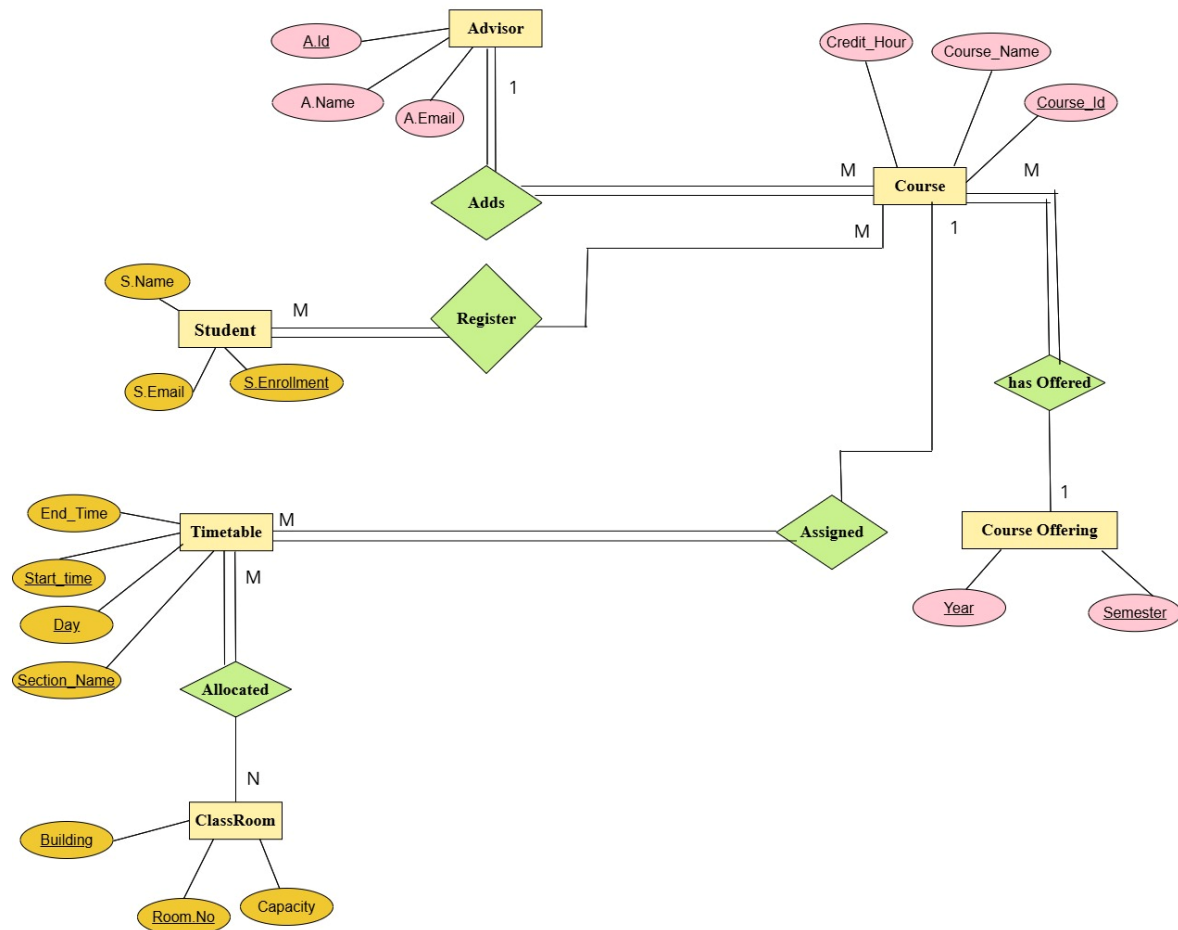 Advisor
A.Id
A.Name
A.Email
1
Credit_Hour
Course_Name
Course_Id
M
Course
M
Adds
M
1
S.Name
Student
M
Register
S.Email
S.Enrollment
has Offered
1
End_Time
Timetable
M
Assigned
Course Offering
Start_time
M
Day
Year
Semester
Section_Name
Allocated
N
ClassRoom
Building
Room.No
Capacity